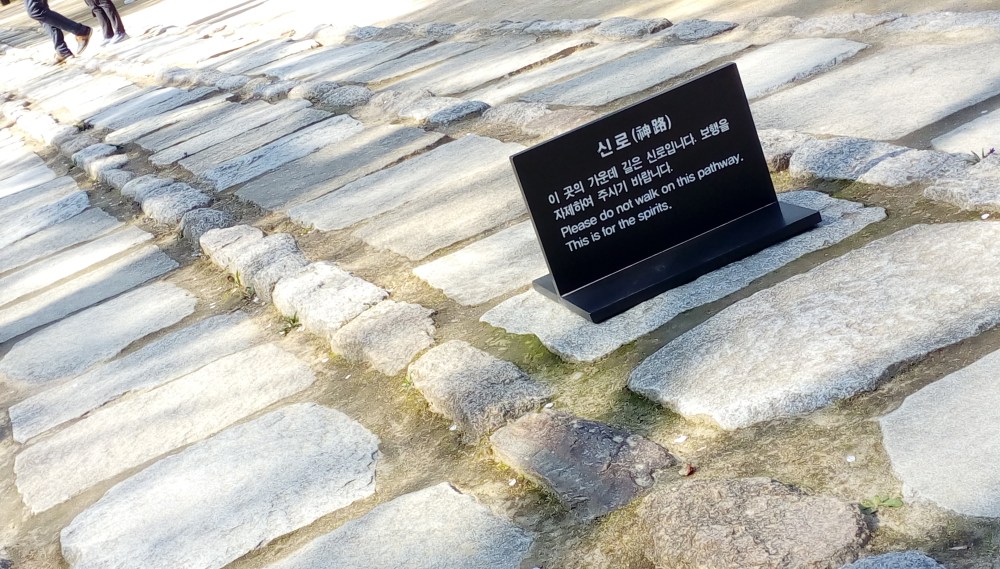 신로(神路)
이 곳의 가운데 길은 신로입니다. 보행을
자제하여 주시기 바랍니다.
Please do not walk on this pathway.
This is for the spirits.